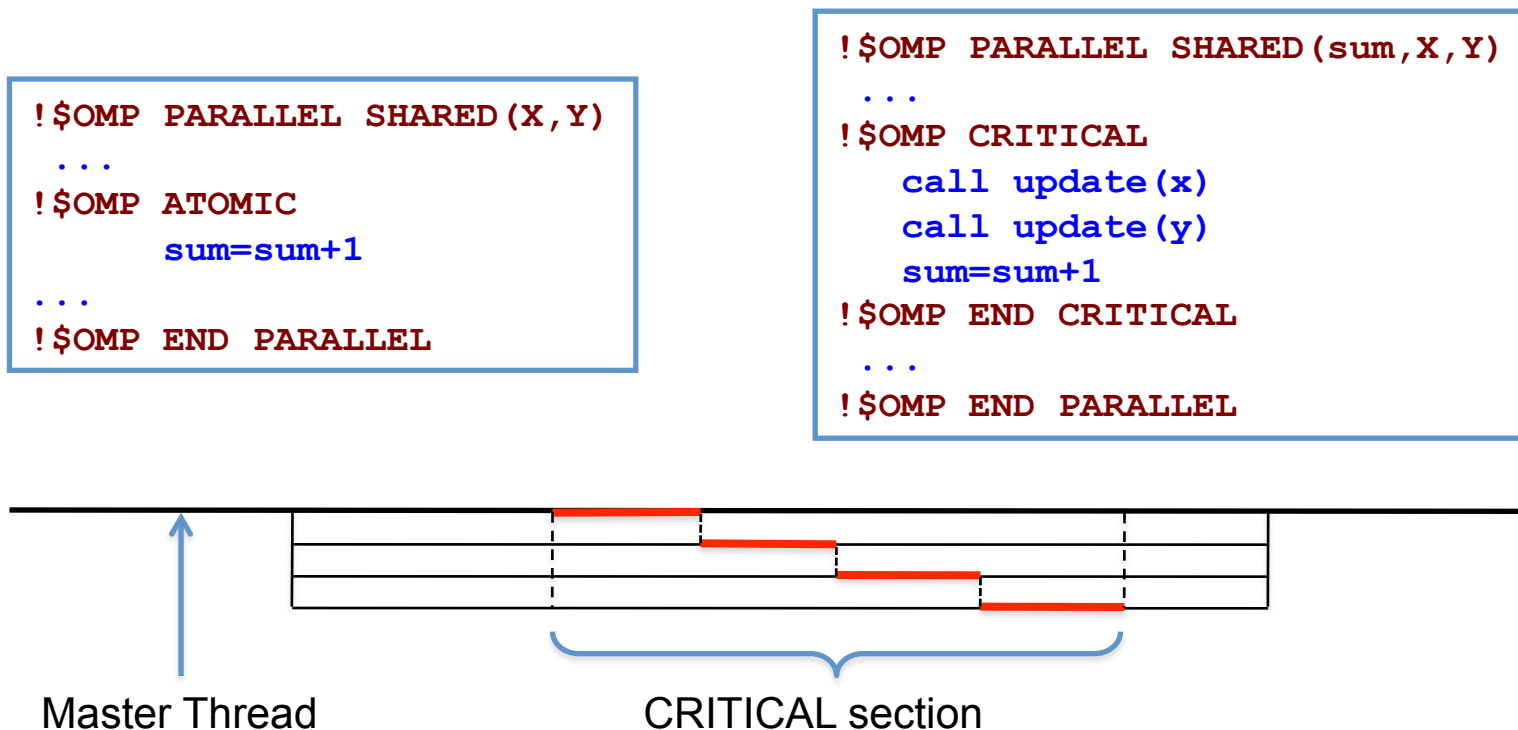 !$OMP PARALLEL SHARED(X,Y)
...
!$OMP ATOMIC
sum=sum+1
...
!$OMP END PARALLEL
!$OMP PARALLEL SHARED(sum,X,Y)
...
!$OMP CRITICAL
call update(x)
call update(y)
sum=sum+1
!$OMP END CRITICAL
...
!$OMP END PARALLEL
Master Thread
CRITICAL section